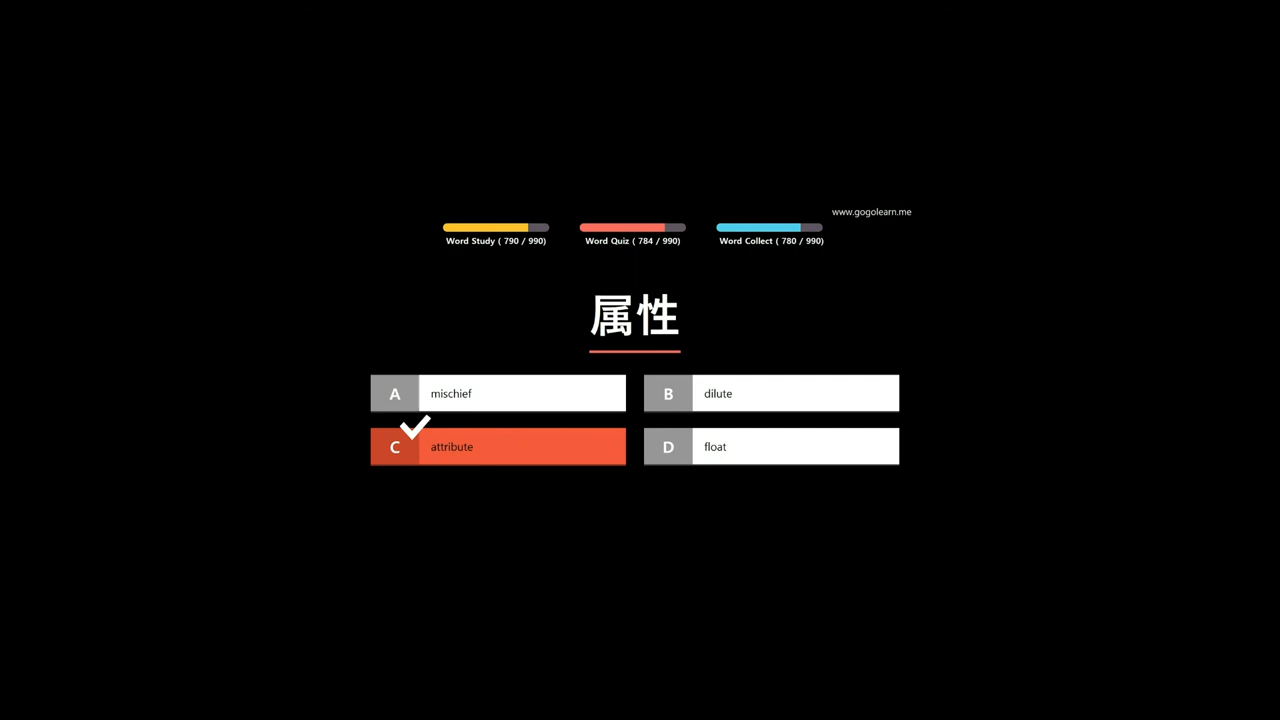 www.gogolearn.me
Word Study ( 790 / 990)
Word Quiz ( 784 / 990)
Word Collect ( 780 / 990)
属性
A mischief
B dilute
C attribute
D float